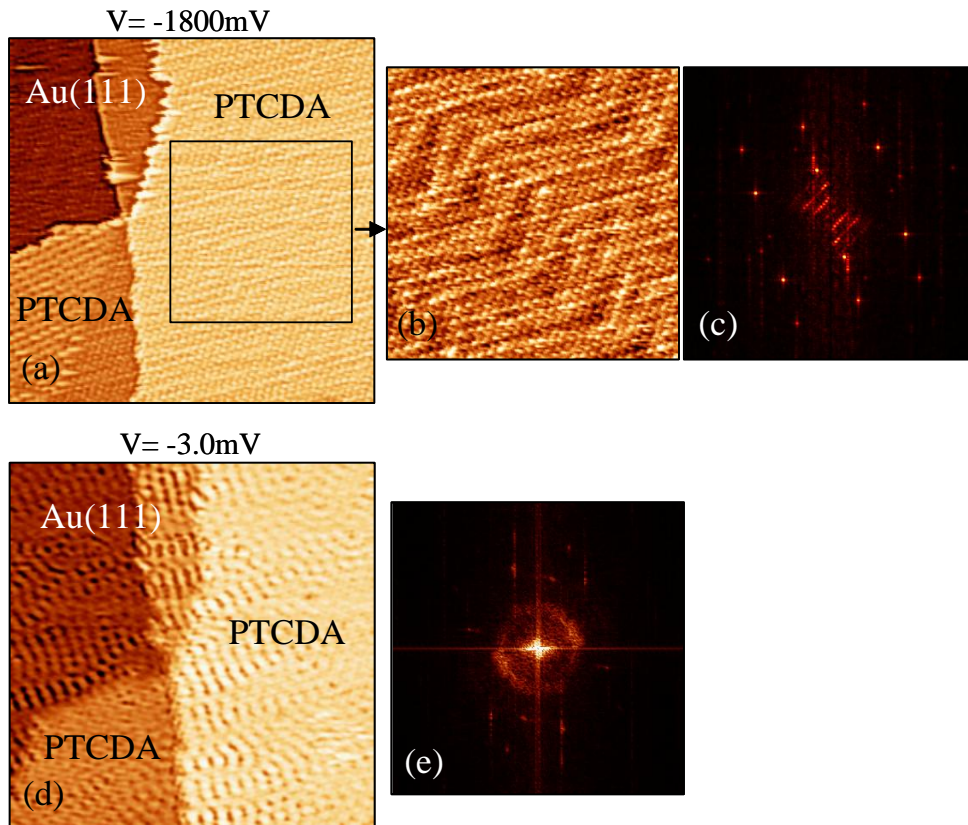 V= -1800mV
Au(111)
PTCDA
PTCDA
(a)
(b)
(c)
V= -3.0mV
Au(111)
PTCDA
PTCDA
(d)
(e)